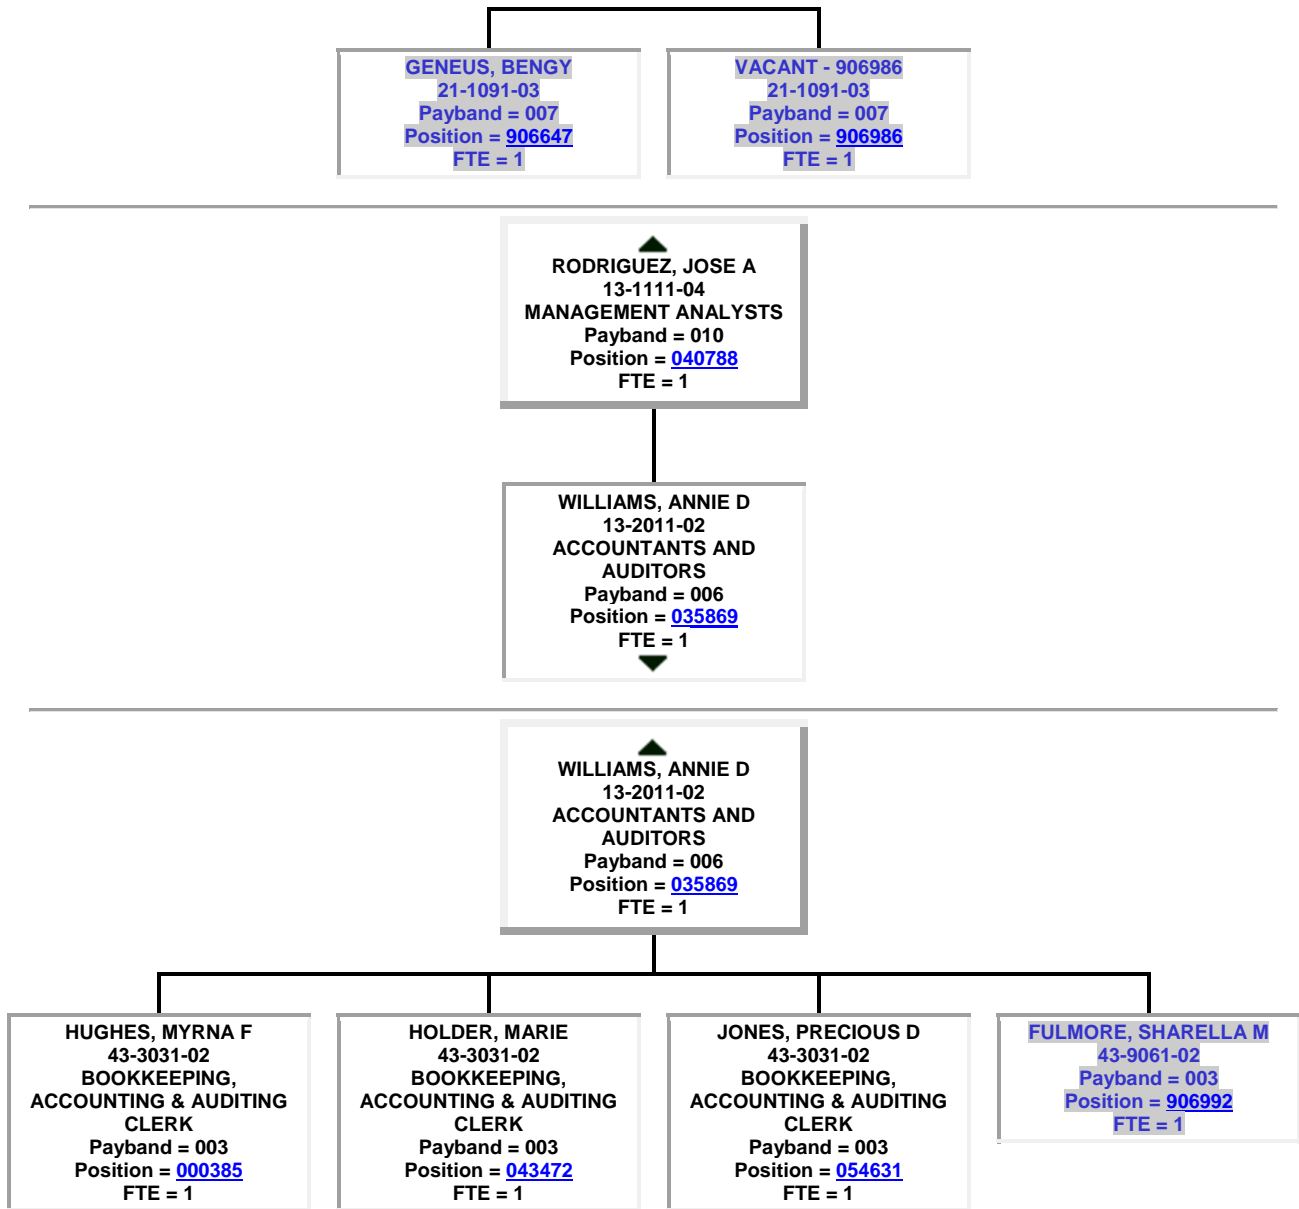 GENEUS, BENGY
21-1091-03
Payband = 007
Position = 906647
FTE = 1
VACANT - 906986
21-1091-03
Payband = 007
Position = 906986
FTE = 1
RODRIGUEZ, JOSE A
13-1111-04
MANAGEMENT ANALYSTS
Payband = 010
Position = 040788
FTE = 1
WILLIAMS, ANNIE D
13-2011-02
ACCOUNTANTS AND
AUDITORS
Payband = 006
Position = 035869
FTE = 1
WILLIAMS, ANNIE D
13-2011-02
ACCOUNTANTS AND
AUDITORS
Payband = 006
Position = 035869
FTE = 1
HUGHES, MYRNA F
43-3031-02
BOOKKEEPING,
ACCOUNTING & AUDITING
CLERK
Payband = 003
Position = 000385
FTE = 1
HOLDER, MARIE
43-3031-02
BOOKKEEPING,
ACCOUNTING & AUDITING
CLERK
Payband = 003
Position = 043472
FTE = 1
JONES, PRECIOUS D
43-3031-02
BOOKKEEPING,
ACCOUNTING & AUDITING
CLERK
Payband = 003
Position = 054631
FTE = 1
FULMORE, SHARELLA M
43-9061-02
Payband = 003
Position = 906992
FTE = 1